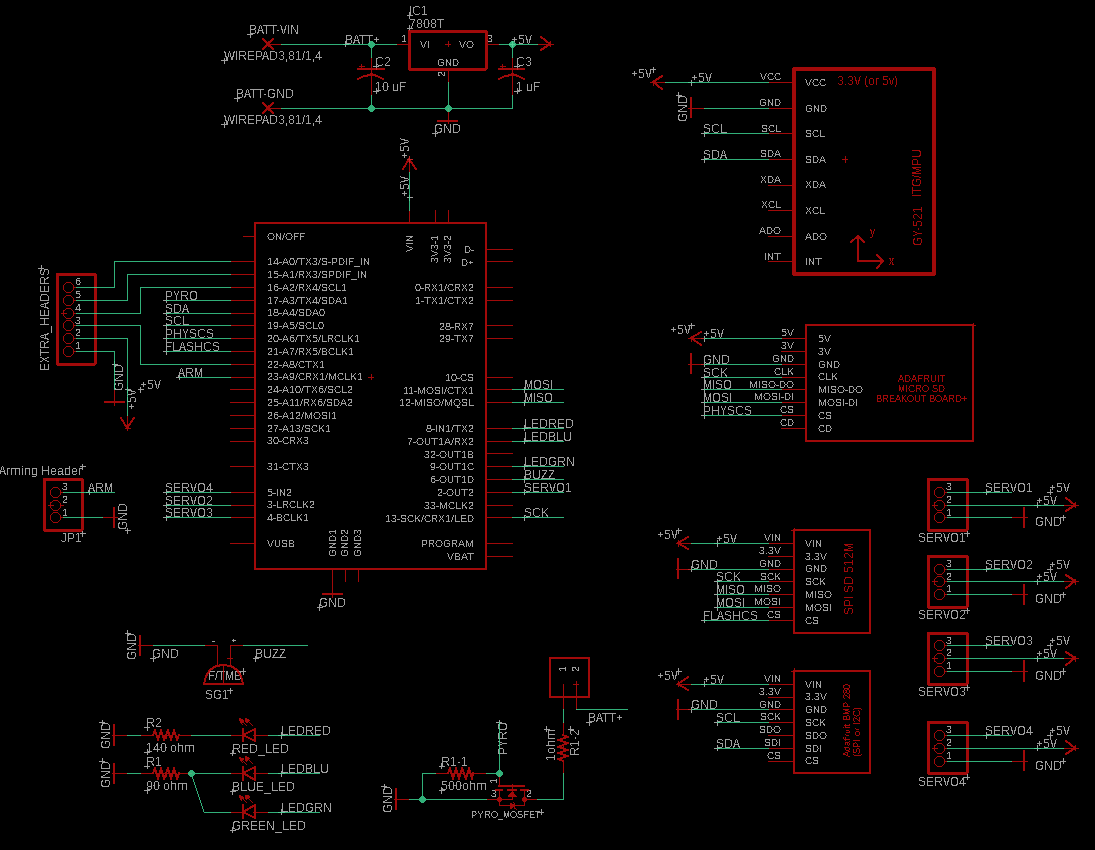 IC1
7808T
BATT-VIN
WIREPAD3,81/1,4
BATT+
1
VI
VO
3
+5V
GND
2
C2
10 uF
C3
1 uF
BATT-GND
WIREPAD3,81/1,4
GND
+5V
+5V
VIN
3V3-1
3V3-2
ON/OFF
14-A0/TX3/S-PDIF_IN
15-A1/RX3/SPDIF_IN
16-A2/RX4/SCL1
17-A3/TX4/SDA1
18-A4/SDA0
19-A5/SCL0
20-A6/TX5/LRCLK1
21-A7/RX5/BCLK1
22-A8/CTX1
23-A9/CRX1/MCLK1
24-A10/TX6/SCL2
25-A11/RX6/SDA2
26-A12/MOSI1
27-A13/SCK1
30-CRX3
31-CTX3
5-IN2
3-LRCLK2
4-BCLK1
VUSB
GND1
GND2
GND3
GND
D-
D+
0-RX1/CRX2
1-TX1/CTX2
28-RX7
29-TX7
10-CS
11-MOSI/CTX1
12-MISO/MQSL
8-IN1/TX2
7-OUT1A/RX2
32-OUT1B
9-OUT1C
6-OUT1D
2-OUT2
33-MCLK2
13-SCK/CRX1/LED
PROGRAM
VBAT
MOSI
MISO
LEDRED
LEDBLU
LEDGRN
BUZZ
SERVO1
SCK
EXTRA_HEADERS
6
5
4
3
2
1
PYRO
SDA
SCL
PHYSCS
FLASHCS
ARM
GND
+5V
+5V
Arming Header
3
2
1
ARM
GND
JP1
SERVO4
SERVO2
SERVO3
GND
GND
-
+
BUZZ
F/TMB
SG1
GND
R2
140 ohm
LEDRED
RED_LED
GND
R1
90 ohm
LEDBLU
BLUE_LED
LEDGRN
GREEN_LED
1
2
BATT+
1ohm
R1-2
PYRO
R1-1
500ohm
GND
3
1
2
PYRO_MOSFET
+5V
+5V
VCC
VCC
3.3V (or 5v)
GND
GND
GND
SCL
SCL
SCL
SDA
SDA
SDA
XDA
XDA
XCL
XCL
ADO
ADO
INT
INT
GY-521 ITG/MPU
y
x
+5V
+5V
5V
5V
3V
3V
GND
GND
GND
SCK
CLK
CLK
MISO
MISO-DO
MISO-DO
MOSI
MOSI-DI
MOSI-DI
PHYSCS
CS
CS
CD
CD
ADAFRUIT
MICRO SD
BREAKOUT BOARD+
+5V
+5V
VIN
VIN
3.3V
3.3V
GND
GND
GND
SCK
SCK
SCK
MISO
MISO
MISO
MOSI
MOSI
MOSI
FLASHCS
CS
CS
SPI SD 512M
+5V
+5V
VIN
VIN
3.3V
3.3V
GND
GND
GND
SCL
SCK
SCK
SDO
SDO
SDA
SDI
SDI
CS
CS
Adafruit BMP 280
(SPI or I2C)
3
2
1
SERVO1
+5V
+5V
GND
SERVO1
3
2
1
SERVO2
+5V
+5V
GND
SERVO2
3
2
1
SERVO3
+5V
+5V
GND
SERVO3
3
2
1
SERVO4
+5V
+5V
GND
SERVO4